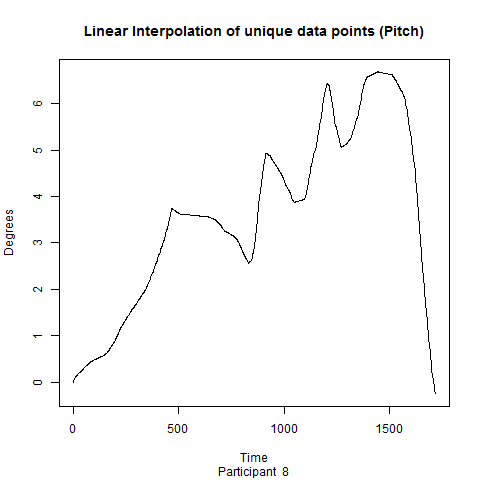 Linear Interpolation of unique data points (Pitch)
6
5
4
3
2
1
0
Degrees
0 500 1000 1500
Time
Participant 8